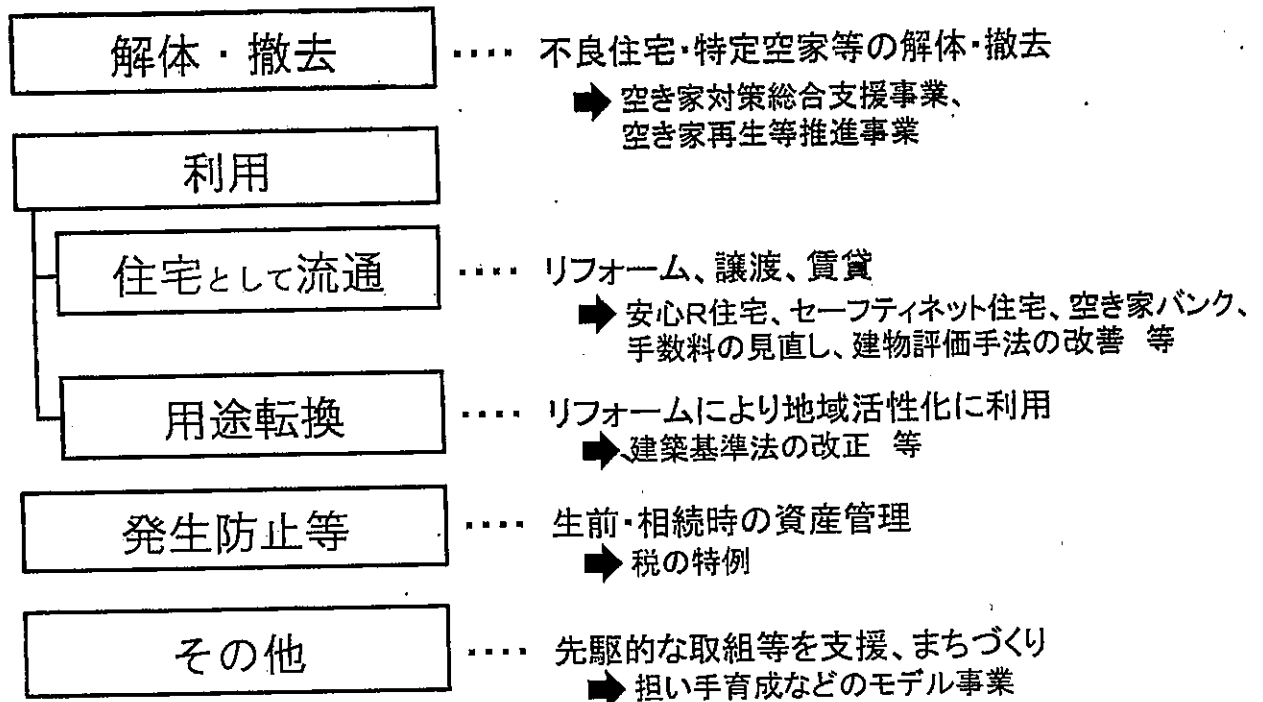 解体・撤去 ‥‥ 不良住宅・特定空家等の解体・撤去
➡ 空き家対策総合支援事業、
空き家再生等推進事業
利用
住宅として流通 ‥‥ リフォーム、譲渡、賃貸
➡ 安心R住宅、セーフティネット住宅、空き家バンク、
手数料の見直し、建物評価手法の改善 等
用途転換 ‥‥ リフォームにより地域活性化に利用
➡ 建築基準法の改正 等
発生防止等 ‥‥ 生前・相続時の資産管理
➡ 税の特例
その他 ‥‥ 先駆的な取組等を支援、まちづくり
➡ 担い手育成などのモデル事業